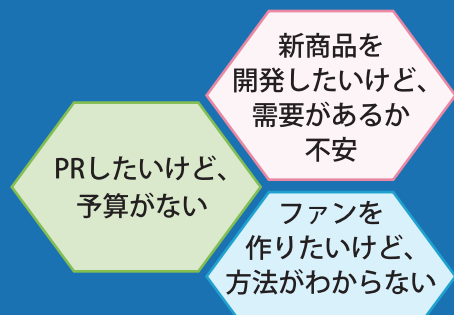 新商品を
開発したいけど、
需要があるか
不安
PRしたいけど、
予算がない
ファンを
作りたいけど、
方法がわからない